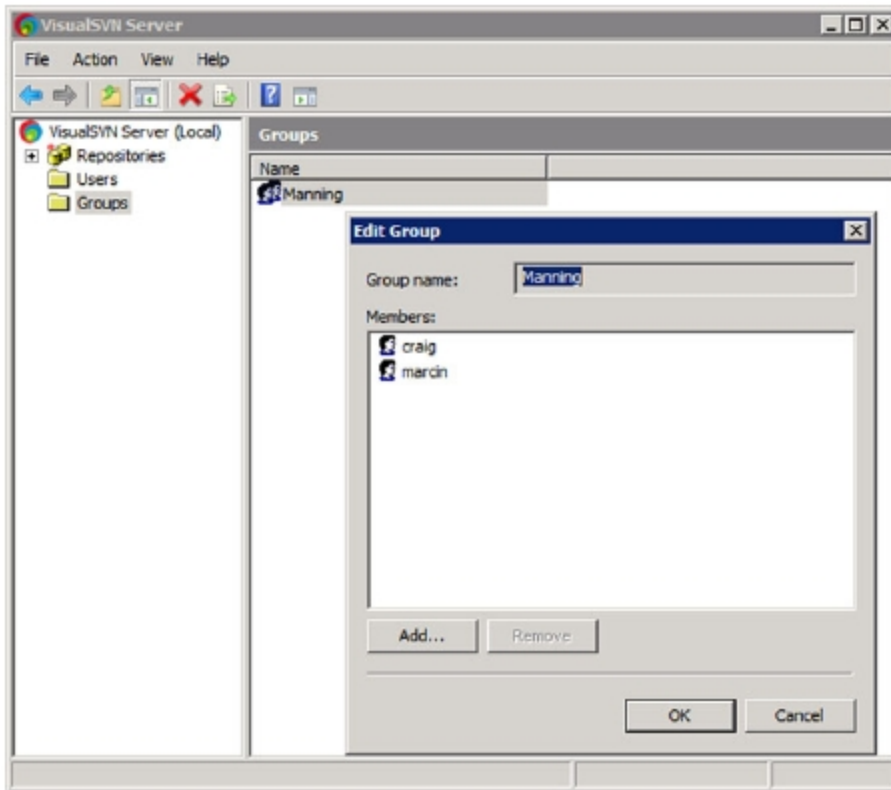 VisualSVN Server
File Action View Help
VisualSVN Server (Local)
Repositories
Users
Groups
Groups
Name
Manning
Edit Group
Group name: Manning
Members:
craig
marcin
Add... Remove
OK Cancel